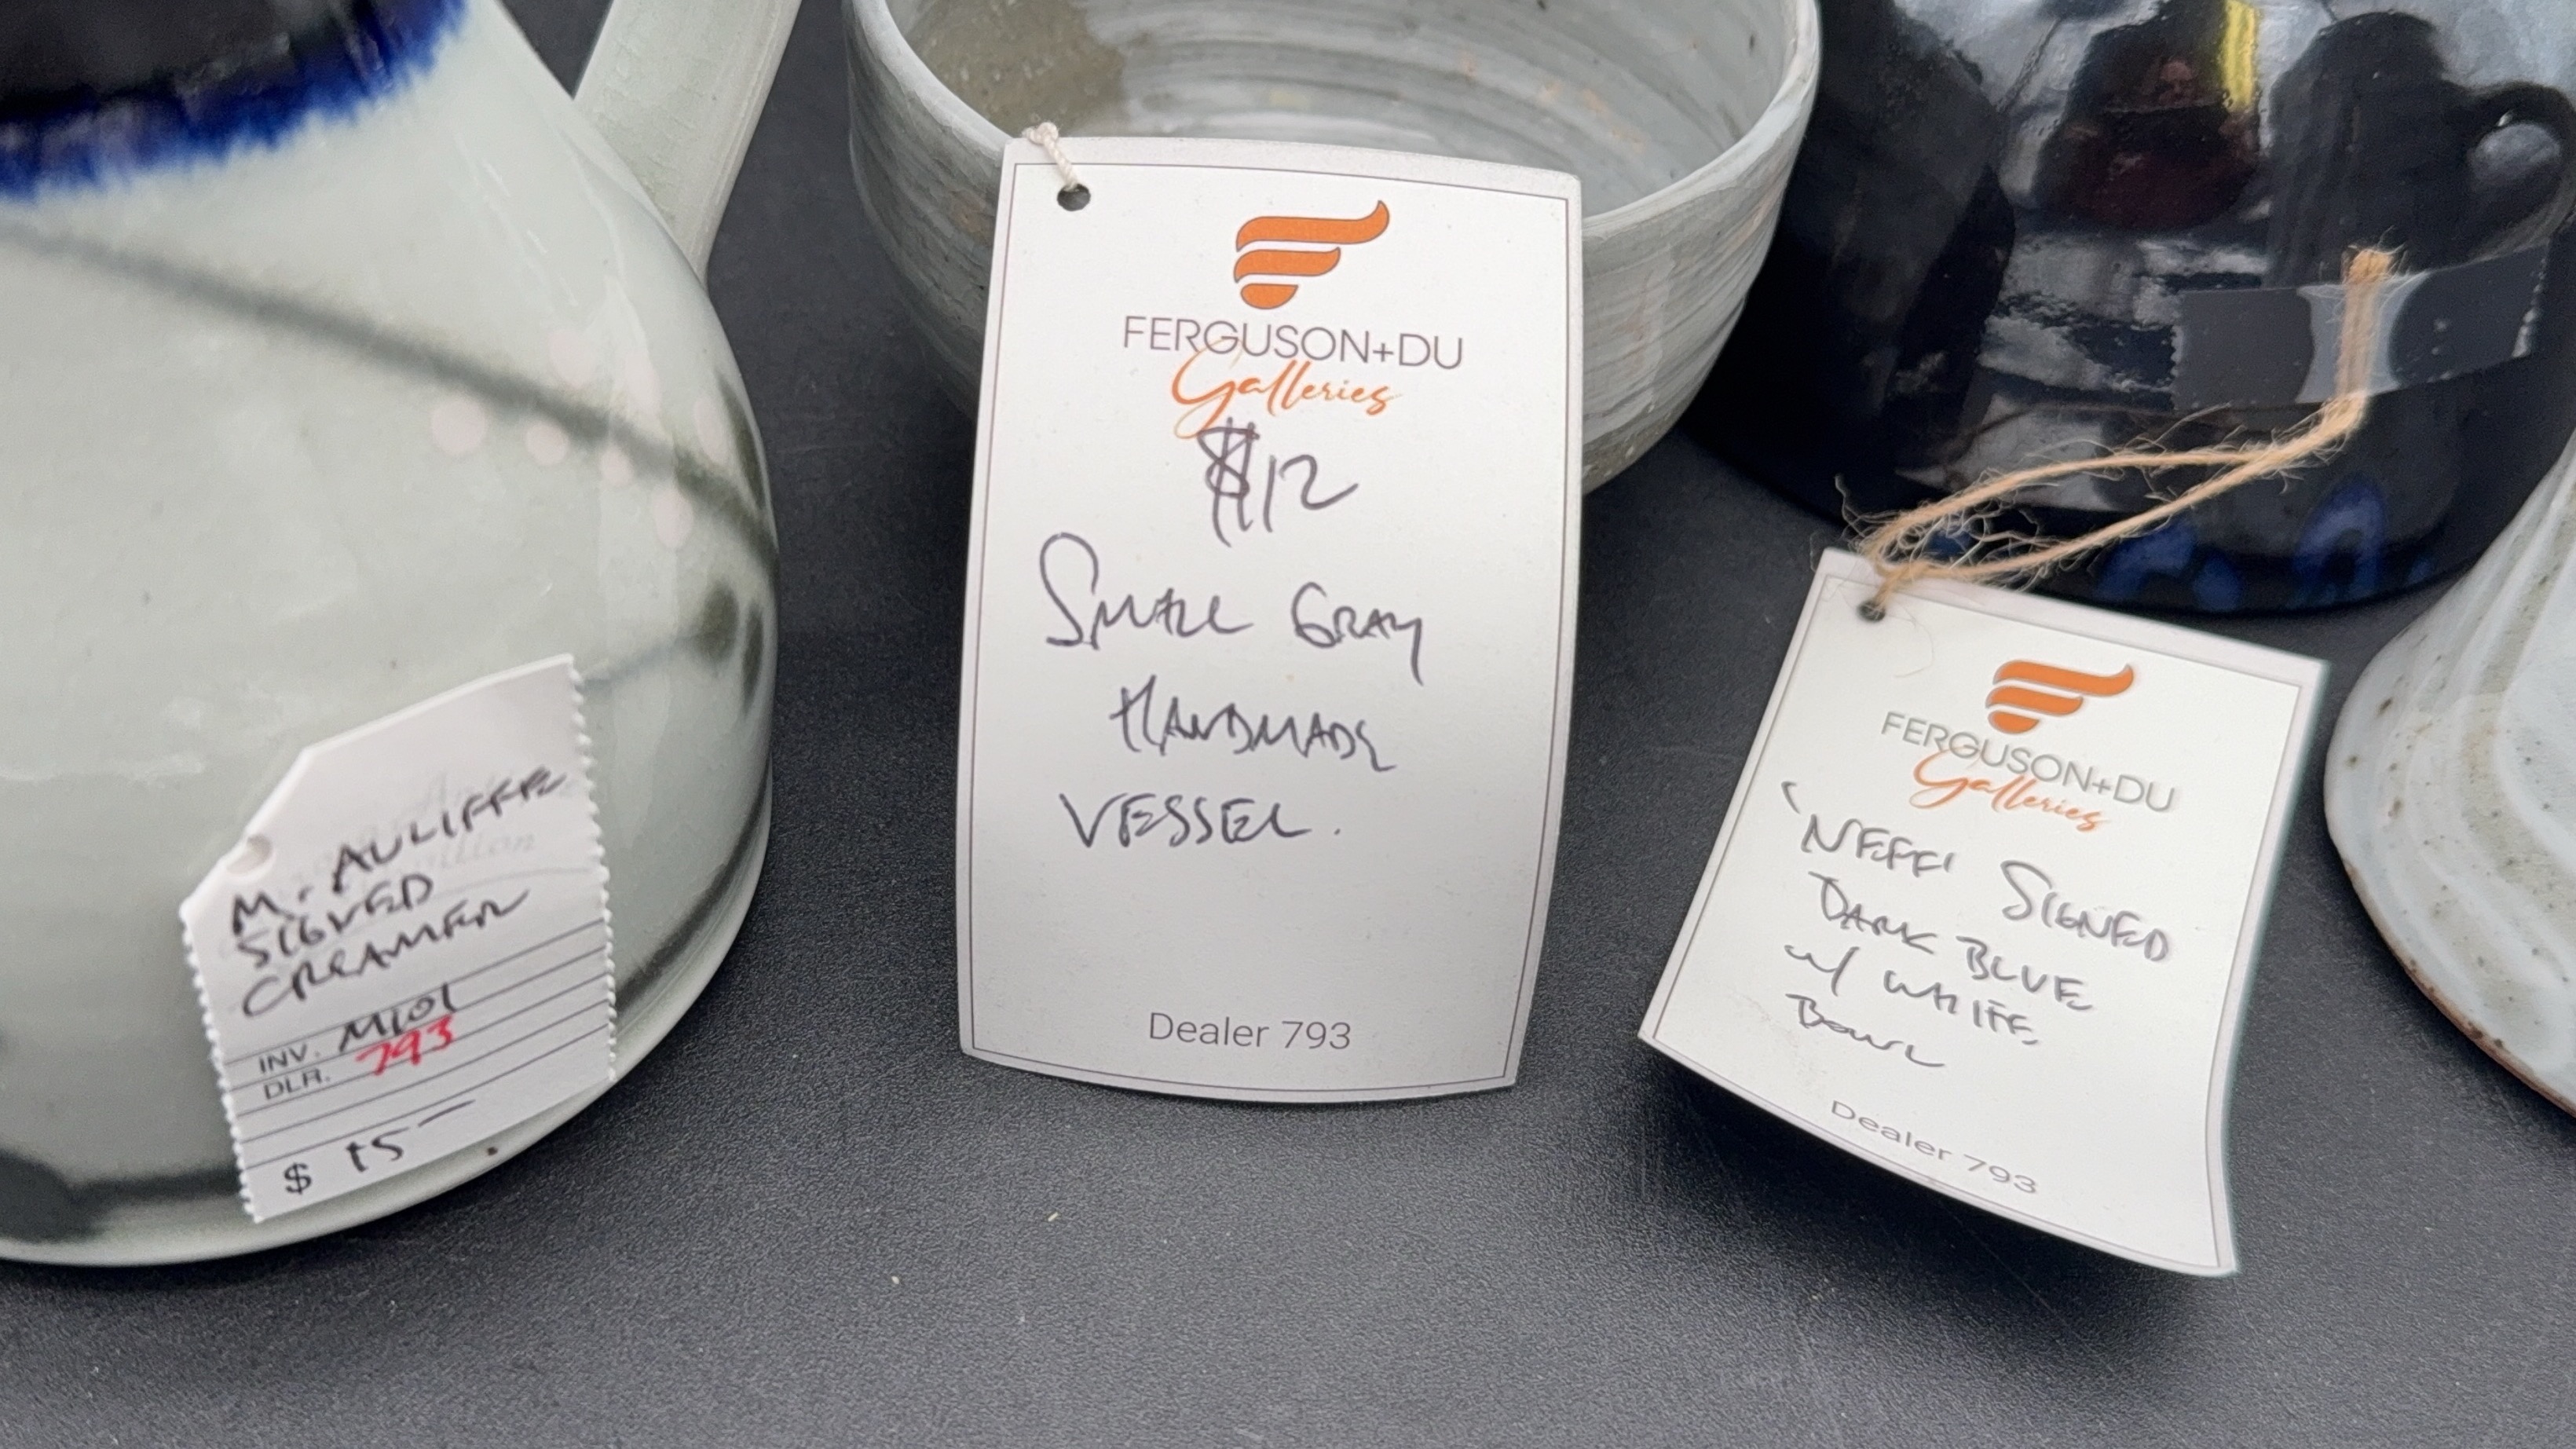 M. AULIFFE
SIGNED
CREAMER
INV. M101
DLR. 793
$ 15—
FERGUSON+DU
Galleries
$12
SMALL GRAY
HANDMADE
VESSEL.
Dealer 793
FERGUSON+DU
Galleries
'NEFF' SIGNED
DARK BLUE
w/ WHITE,
BOWL
Dealer 793